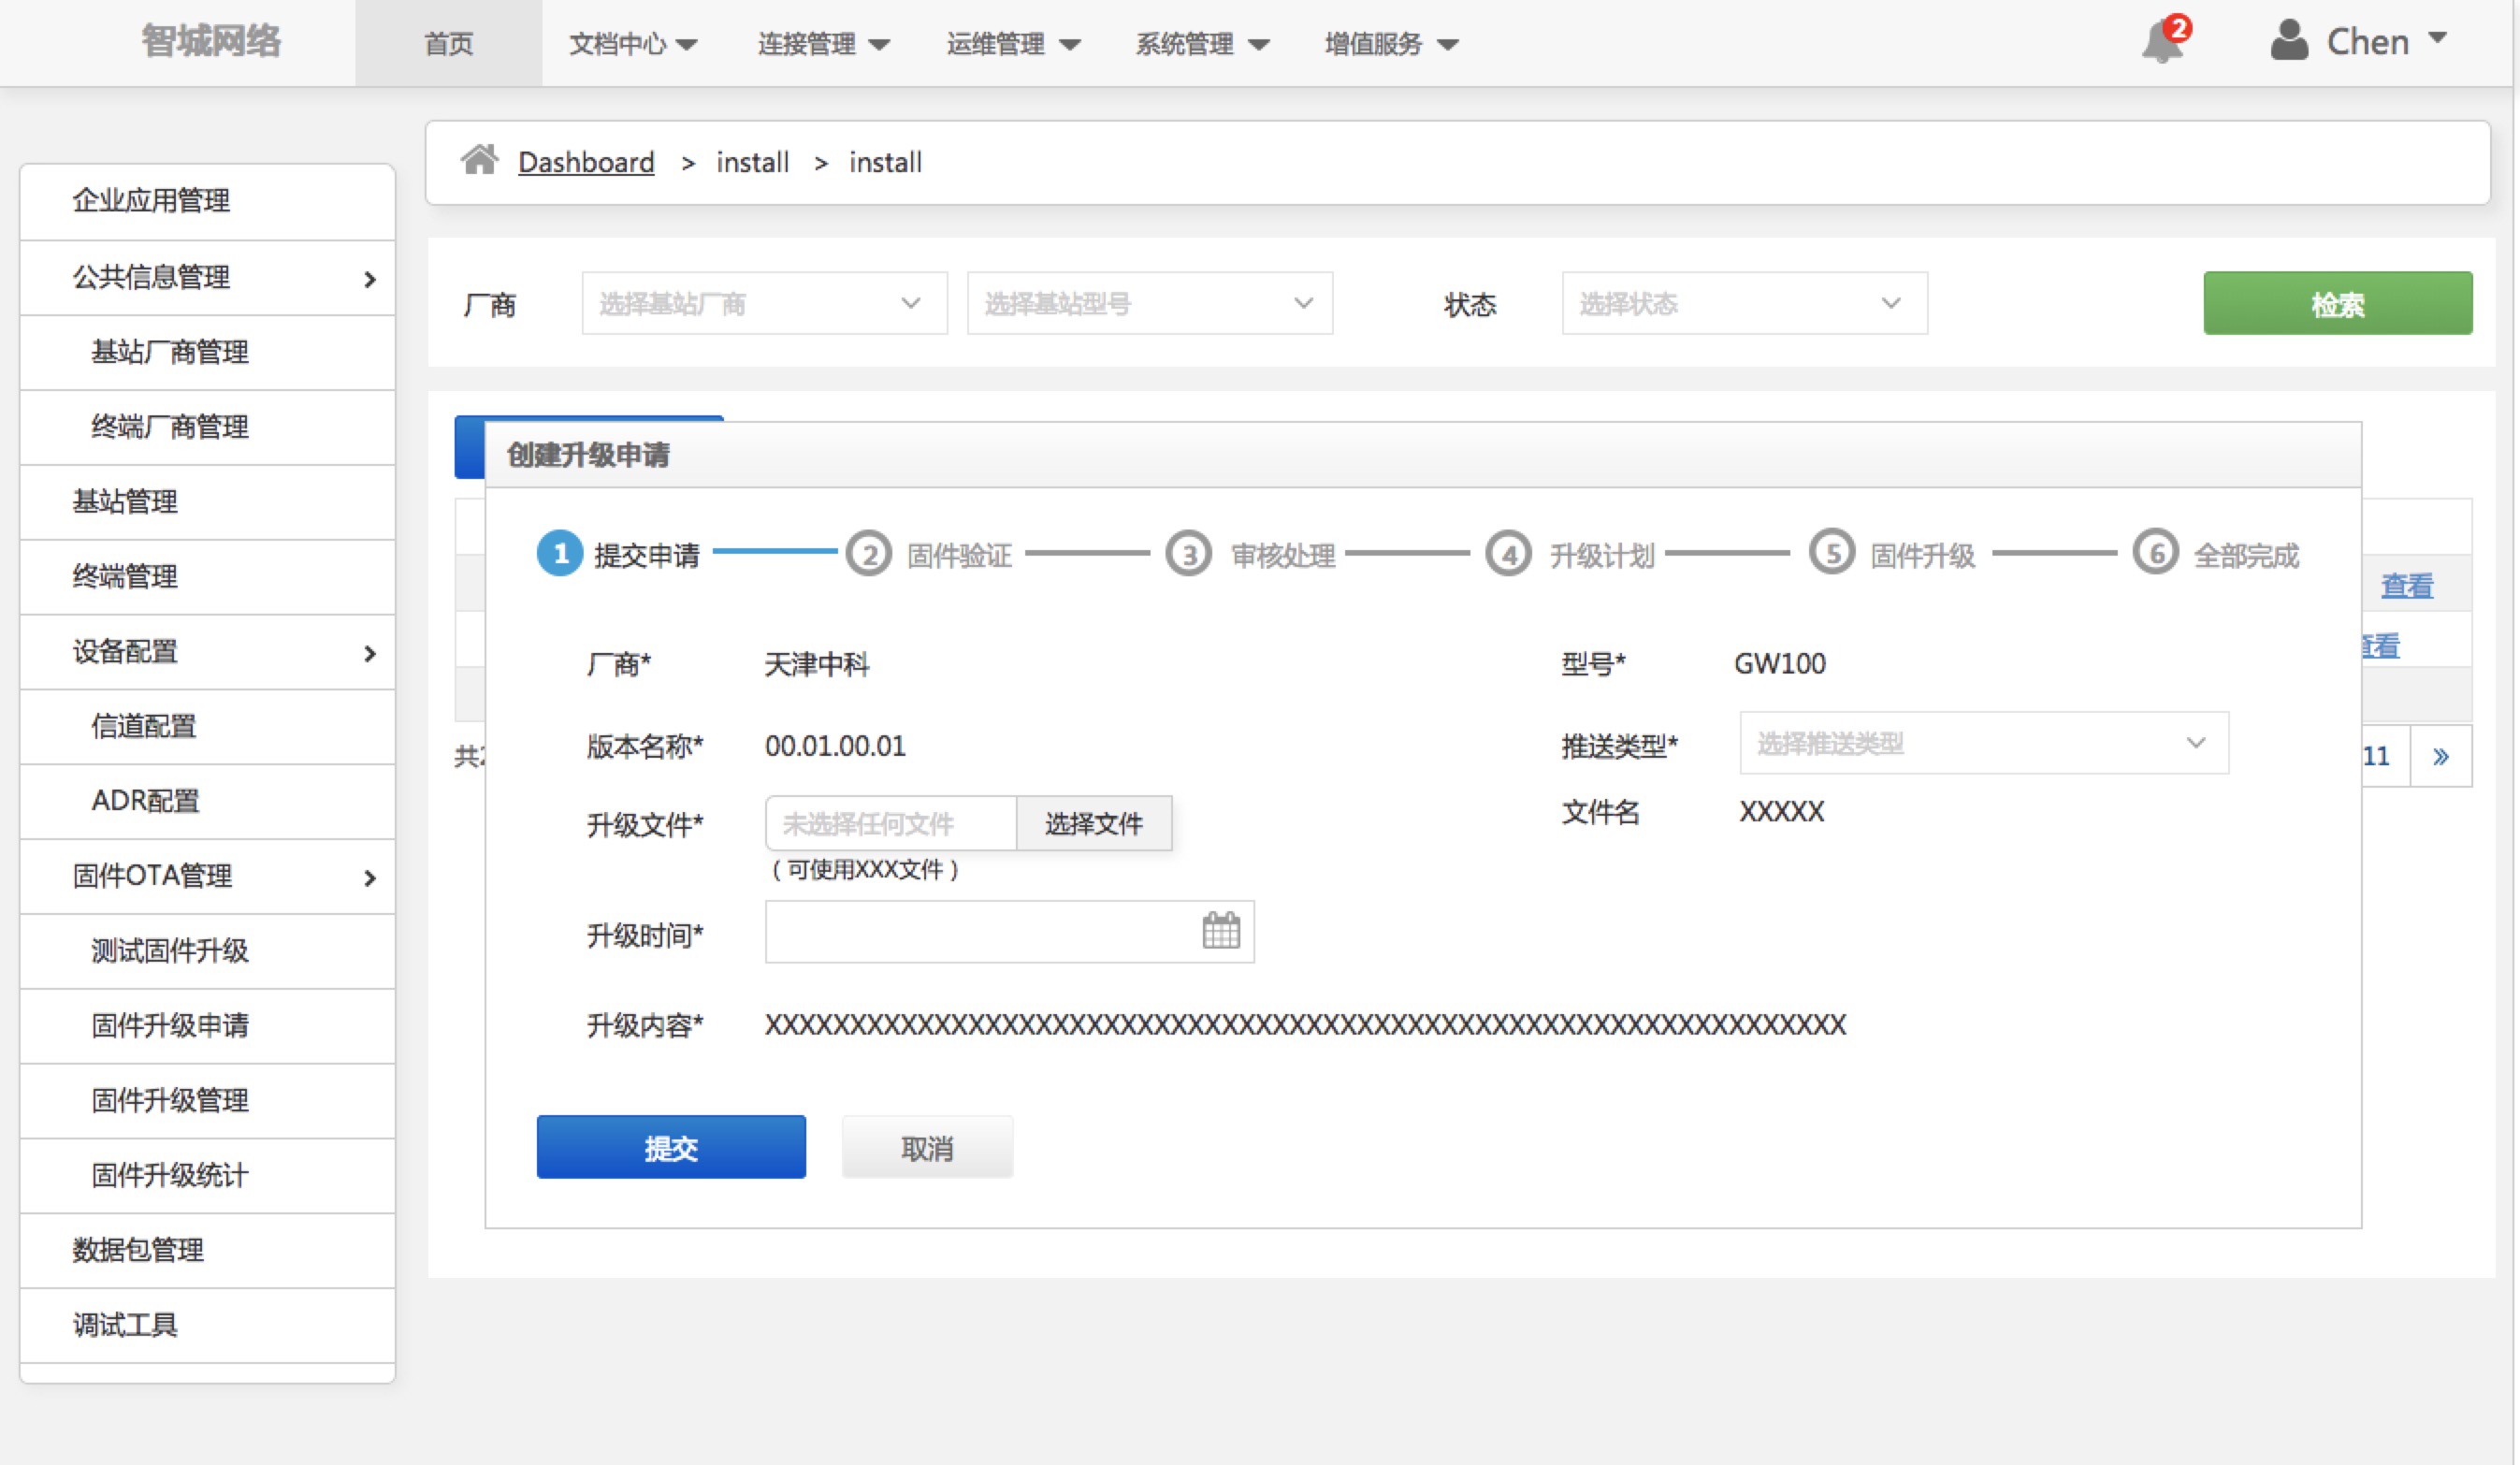 智城网络
首页
文档中心
连接管理
运维管理
系统管理
增值服务
2
Chen
Dashboard > install > install
企业应用管理
公共信息管理
基站厂商管理
终端厂商管理
基站管理
终端管理
设备配置
信道配置
ADR配置
固件OTA管理
测试固件升级
固件升级申请
固件升级管理
固件升级统计
数据包管理
调试工具
厂商
选择基站厂商
选择基站型号
状态
选择状态
检索
创建升级申请
1 提交申请
2 固件验证
3 审核处理
4 升级计划
5 固件升级
6 全部完成
查看
查看
厂商* 天津中科
型号* GW100
版本名称* 00.01.00.01
推送类型* 选择推送类型
升级文件* 未选择任何文件 选择文件
(可使用XXX文件)
文件名 XXXXX
升级时间*
升级内容* XXXXXXXXXXXXXXXXXXXXXXXXXXXXXXXXXXXXXXXXXXXXXXXXXXXXXXXXXXXXXXXX
提交
取消
共
11
»